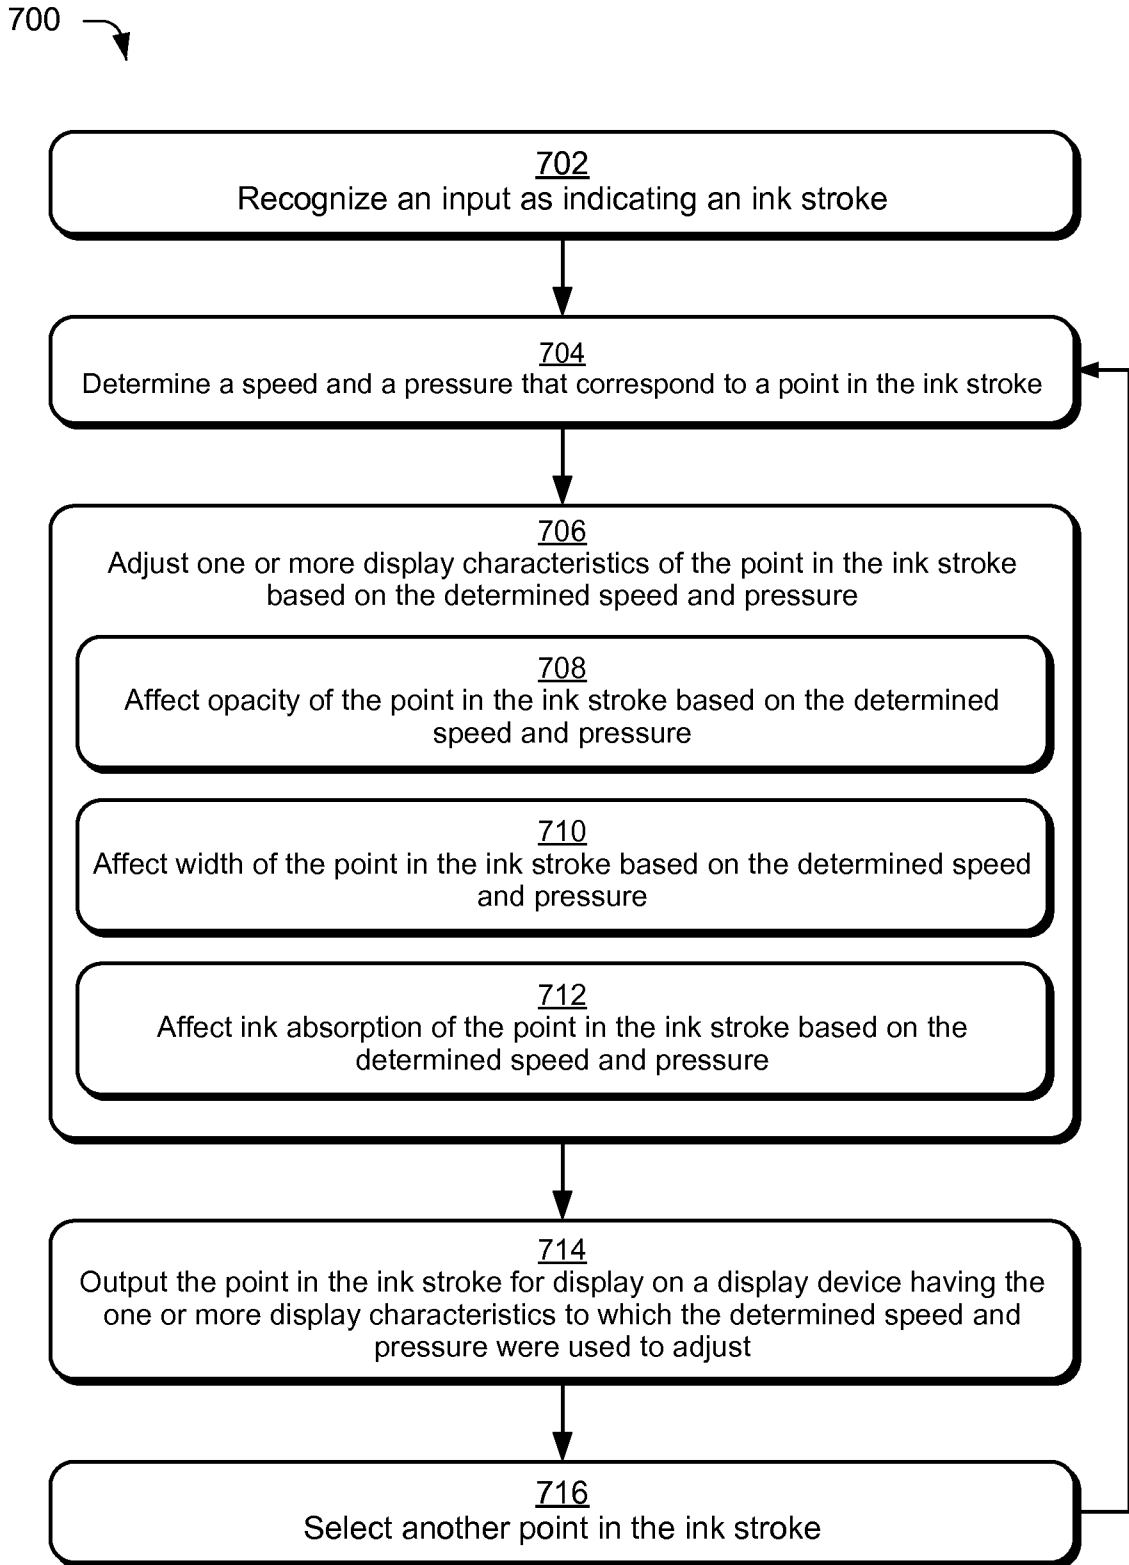 700
702
Recognize an input as indicating an ink stroke
704
Determine a speed and a pressure that correspond to a point in the ink stroke
706
Adjust one or more display characteristics of the point in the ink stroke
based on the determined speed and pressure
708
Affect opacity of the point in the ink stroke based on the determined
speed and pressure
710
Affect width of the point in the ink stroke based on the determined speed
and pressure
712
Affect ink absorption of the point in the ink stroke based on the
determined speed and pressure
714
Output the point in the ink stroke for display on a display device having the
one or more display characteristics to which the determined speed and
pressure were used to adjust
716
Select another point in the ink stroke